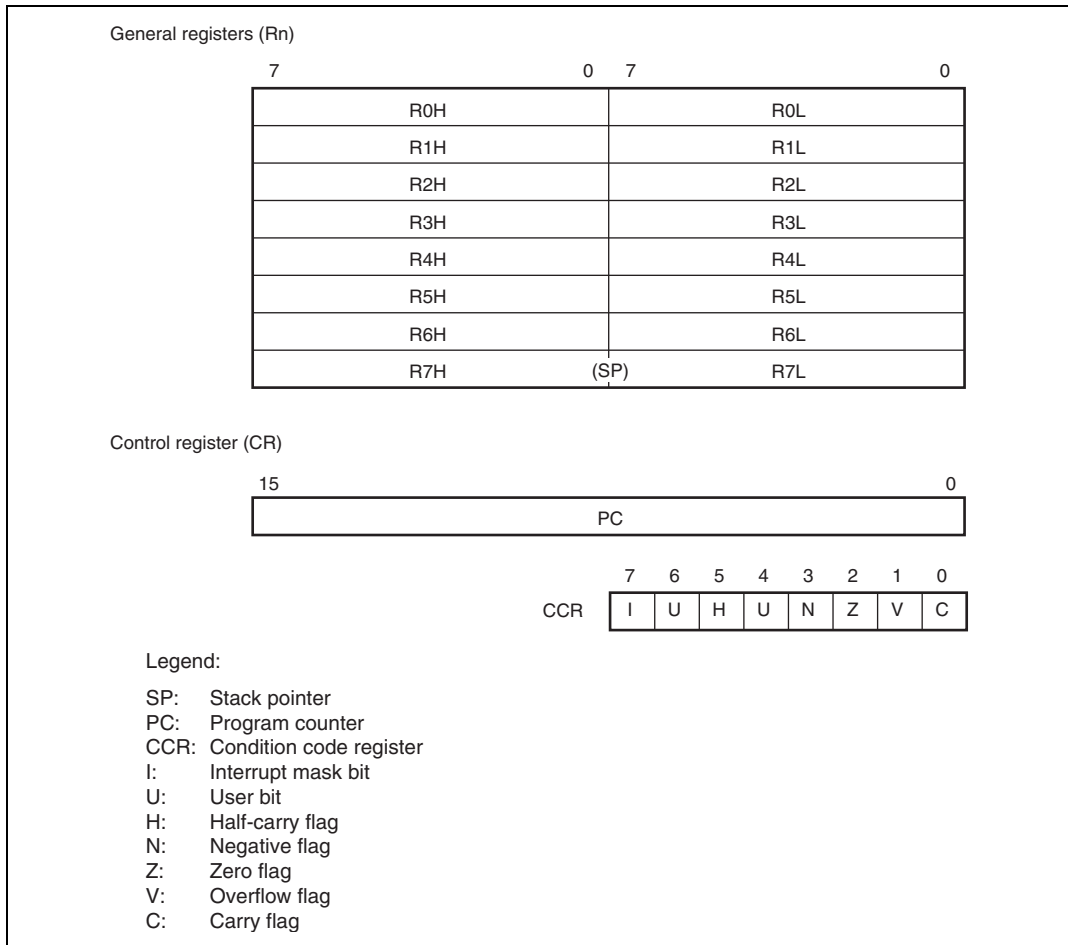 General registers (Rn)
7 0 7 0
R0H R0L
R1H R1L
R2H R2L
R3H R3L
R4H R4L
R5H R5L
R6H R6L
R7H (SP) R7L
Control register (CR)
15 0
PC
7 6 5 4 3 2 1 0
CCR I U H U N Z V C
Legend:
SP: Stack pointer
PC: Program counter
CCR: Condition code register
I: Interrupt mask bit
U: User bit
H: Half-carry flag
N: Negative flag
Z: Zero flag
V: Overflow flag
C: Carry flag